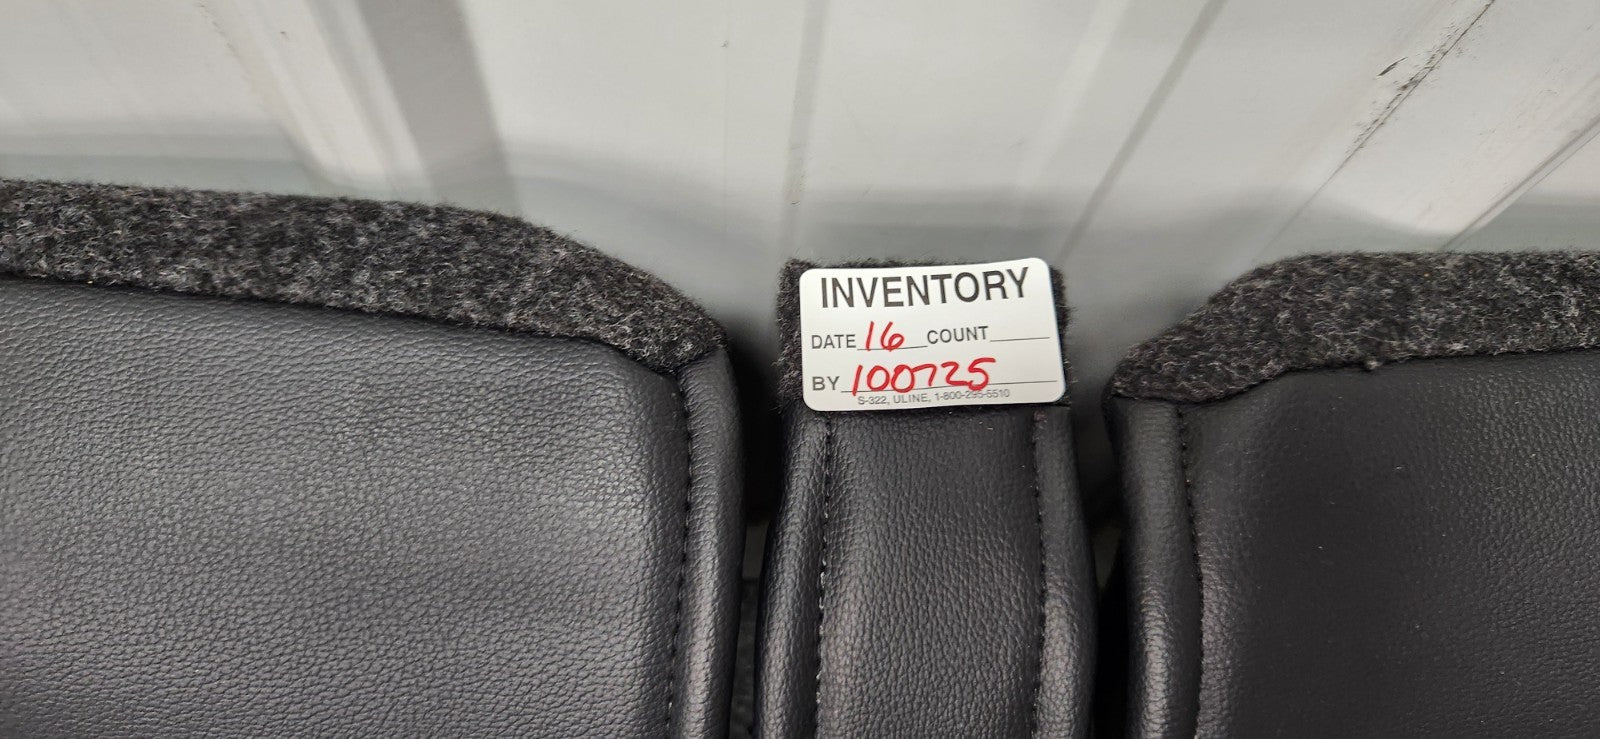 INVENTORY
DATE 16 COUNT
BY 100725
S-322, ULINE, 1-800-295-5510